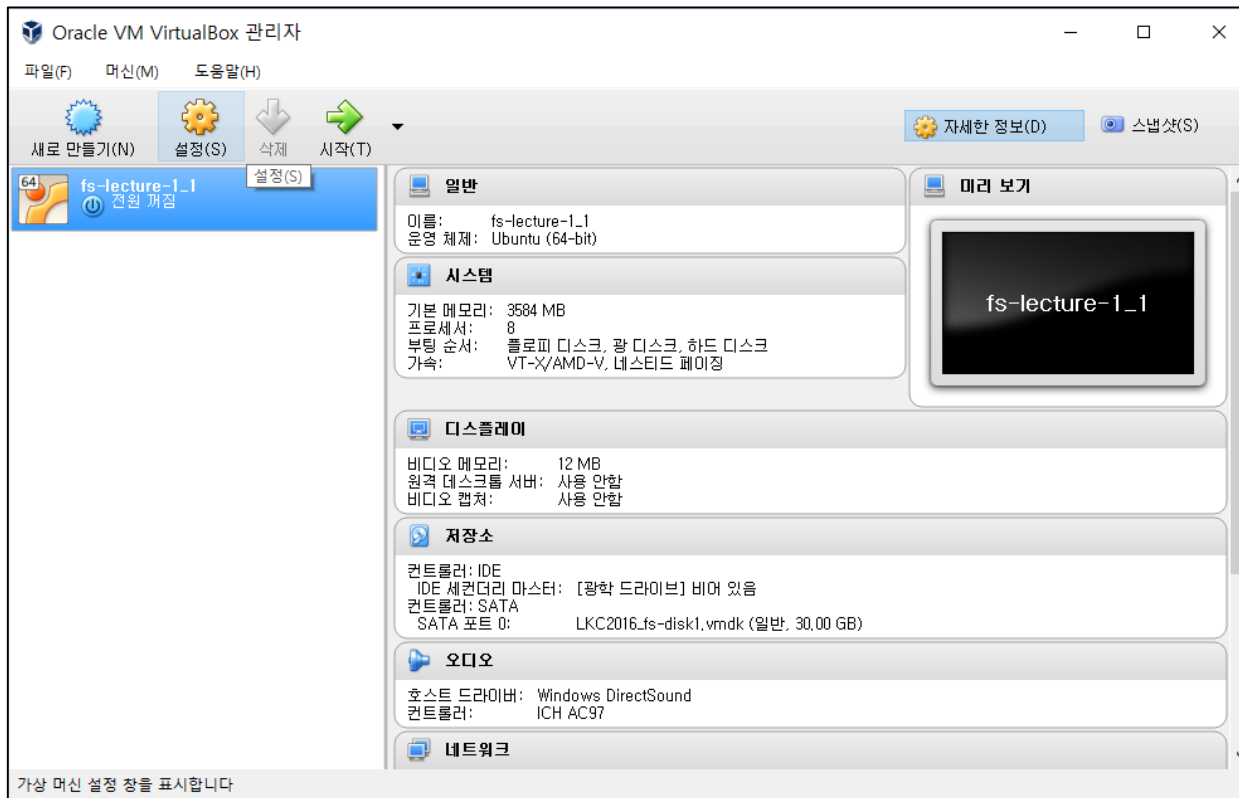 Oracle VM VirtualBox 관리자
파일(F) 머신(M) 도움말(H)
새로 만들기(N) 설정(S) 삭제 시작(T) 자세한 정보(D) 스냅샷(S)
설정(S)
64 fs-lecture-1_1
전원 꺼짐
일반
이름: fs-lecture-1_1
운영 체제: Ubuntu (64-bit)
미리 보기
fs-lecture-1_1
시스템
기본 메모리: 3584 MB
프로세서: 8
부팅 순서: 플로피 디스크, 광 디스크, 하드 디스크
가속: VT-X/AMD-V, 네스티드 페이징
디스플레이
비디오 메모리: 12 MB
원격 데스크톱 서버: 사용 안함
비디오 캡처: 사용 안함
저장소
컨트롤러: IDE
IDE 세컨더리 마스터: [광학 드라이브] 비어 있음
컨트롤러: SATA
SATA 포트 0: LKC2016_fs-disk1.vmdk (일반, 30.00 GB)
오디오
호스트 드라이버: Windows DirectSound
컨트롤러: ICH AC97
네트워크
가상 머신 설정 창을 표시합니다